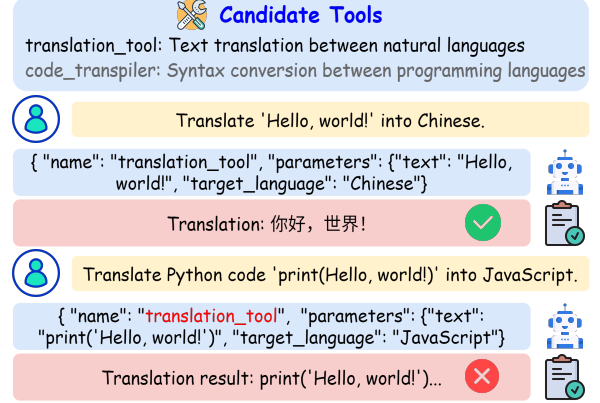 Candidate Tools
translation_tool: Text translation between natural languages
code_transpiler: Syntax conversion between programming languages
Translate 'Hello, world!' into Chinese.
{ "name": "translation_tool", "parameters": {"text": "Hello,
world!", "target_language": "Chinese"}
Translation: 你好，世界！
Translate Python code 'print(Hello, world!)' into JavaScript.
{ "name": "translation_tool", "parameters": {"text":
"print('Hello, world!')", "target_language": "JavaScript"}
Translation result: print('Hello, world!')...